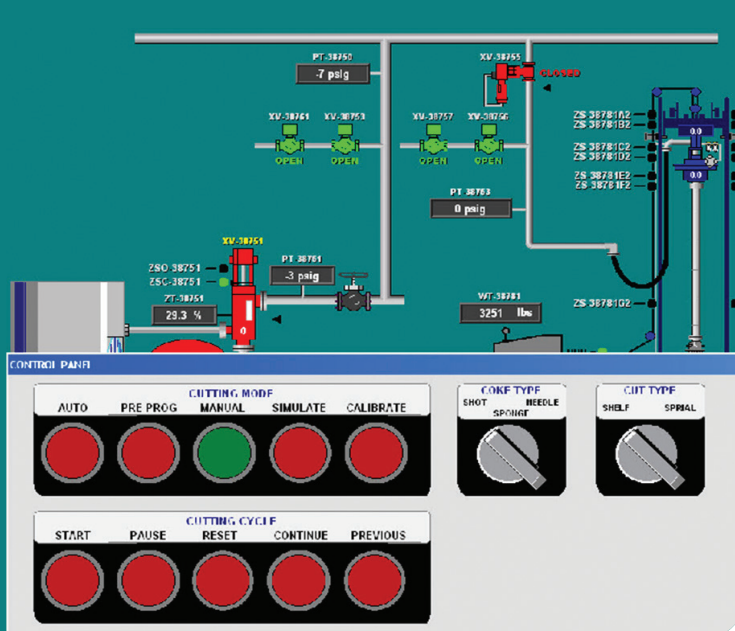 PT-38760
-7 psig
XV-38755
CLOSED
XV-38761 XV-38753
XV-38757 XV-38756
OPEN OPEN
OPEN OPEN
ZS 38781A2
ZS 38781B2
0.0
ZS 38781C2
ZS 38781D2
ZS 38781E2
0.0
ZS 38781F2
PT 38763
0 psig
XV-38751
PT-38761
-3 psig
ZSO-38751
ZSC-38751
ZT-38751
29.3 %
0
WT-38781
3251 lbs
ZS 38781G2
CONTROL PANEL
CUTTING MODE
AUTO PRE PROG MANUAL SIMULATE CALIBRATE
COKE TYPE
SHOT NEEDLE
SPONGE
CUT TYPE
SHELF SPRIAL
CUTTING CYCLE
START PAUSE RESET CONTINUE PREVIOUS